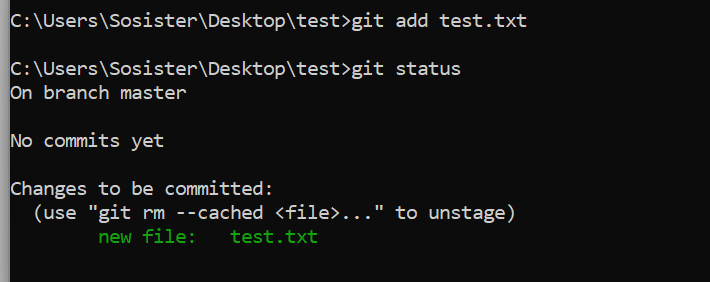 C:\Users\Sosister\Desktop\test>git add test.txt
C:\Users\Sosister\Desktop\test>git status
On branch master
No commits yet
Changes to be committed:
  (use "git rm --cached <file>..." to unstage)
        new file:   test.txt